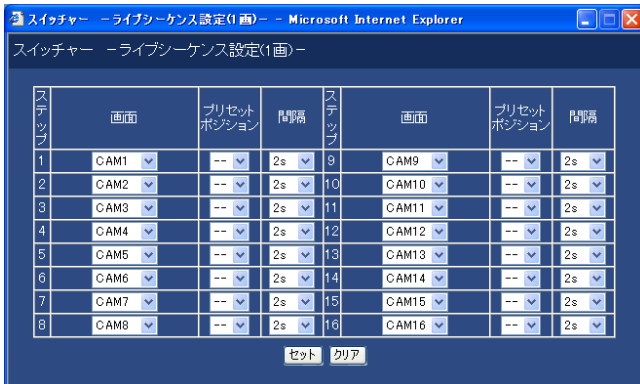 スイッチャー －ライブシーケンス設定(1画)－ - Microsoft Internet Explorer
スイッチャー －ライブシーケンス設定(1画)－
ステップ 画面 プリセットポジション 間隔 ステップ 画面 プリセットポジション 間隔
1 CAM1 -- 2s 9 CAM9 -- 2s
2 CAM2 -- 2s 10 CAM10 -- 2s
3 CAM3 -- 2s 11 CAM11 -- 2s
4 CAM4 -- 2s 12 CAM12 -- 2s
5 CAM5 -- 2s 13 CAM13 -- 2s
6 CAM6 -- 2s 14 CAM14 -- 2s
7 CAM7 -- 2s 15 CAM15 -- 2s
8 CAM8 -- 2s 16 CAM16 -- 2s
セット クリア